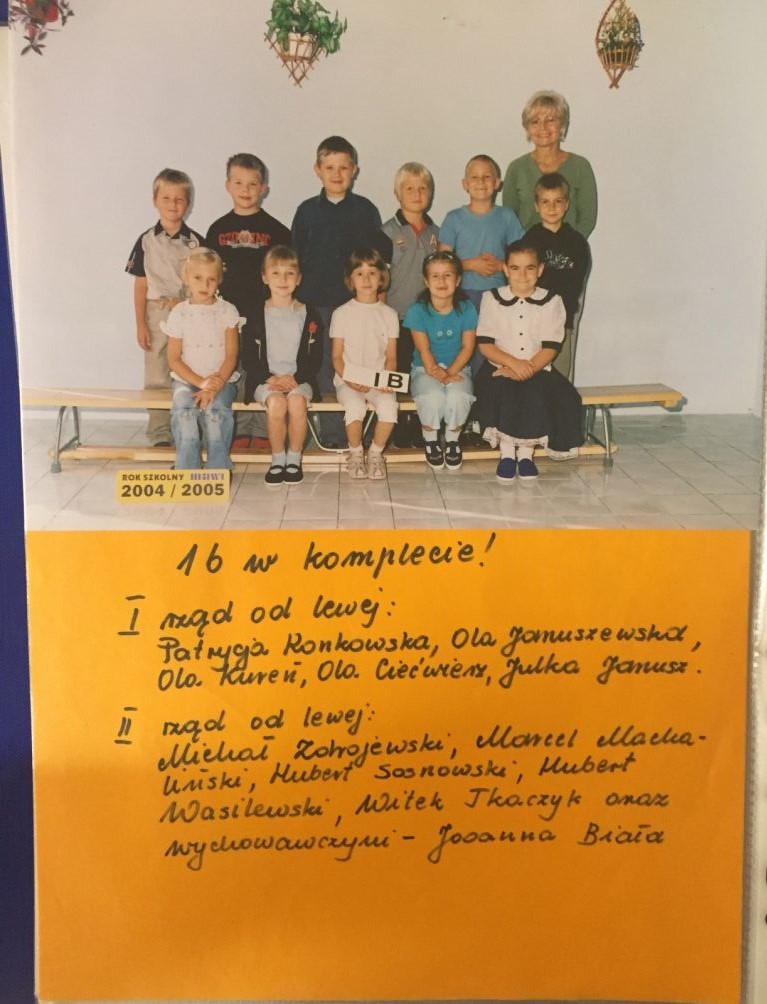 I B
ROK SZKOLNY
2004 / 2005
1b w komplecie!
I rząd od lewej:
Patrycja Konkowska, Ola Januszewska,
Ola Kureń, Ola Ciećwierz, Julka Janusz.
II rząd od lewej:
Michał Zdrojewski, Marcel Macha-
liński, Hubert Sosnowski, Hubert
Wasilewski, Witek Tkaczyk oraz
wychowawczyni - Joanna Biała